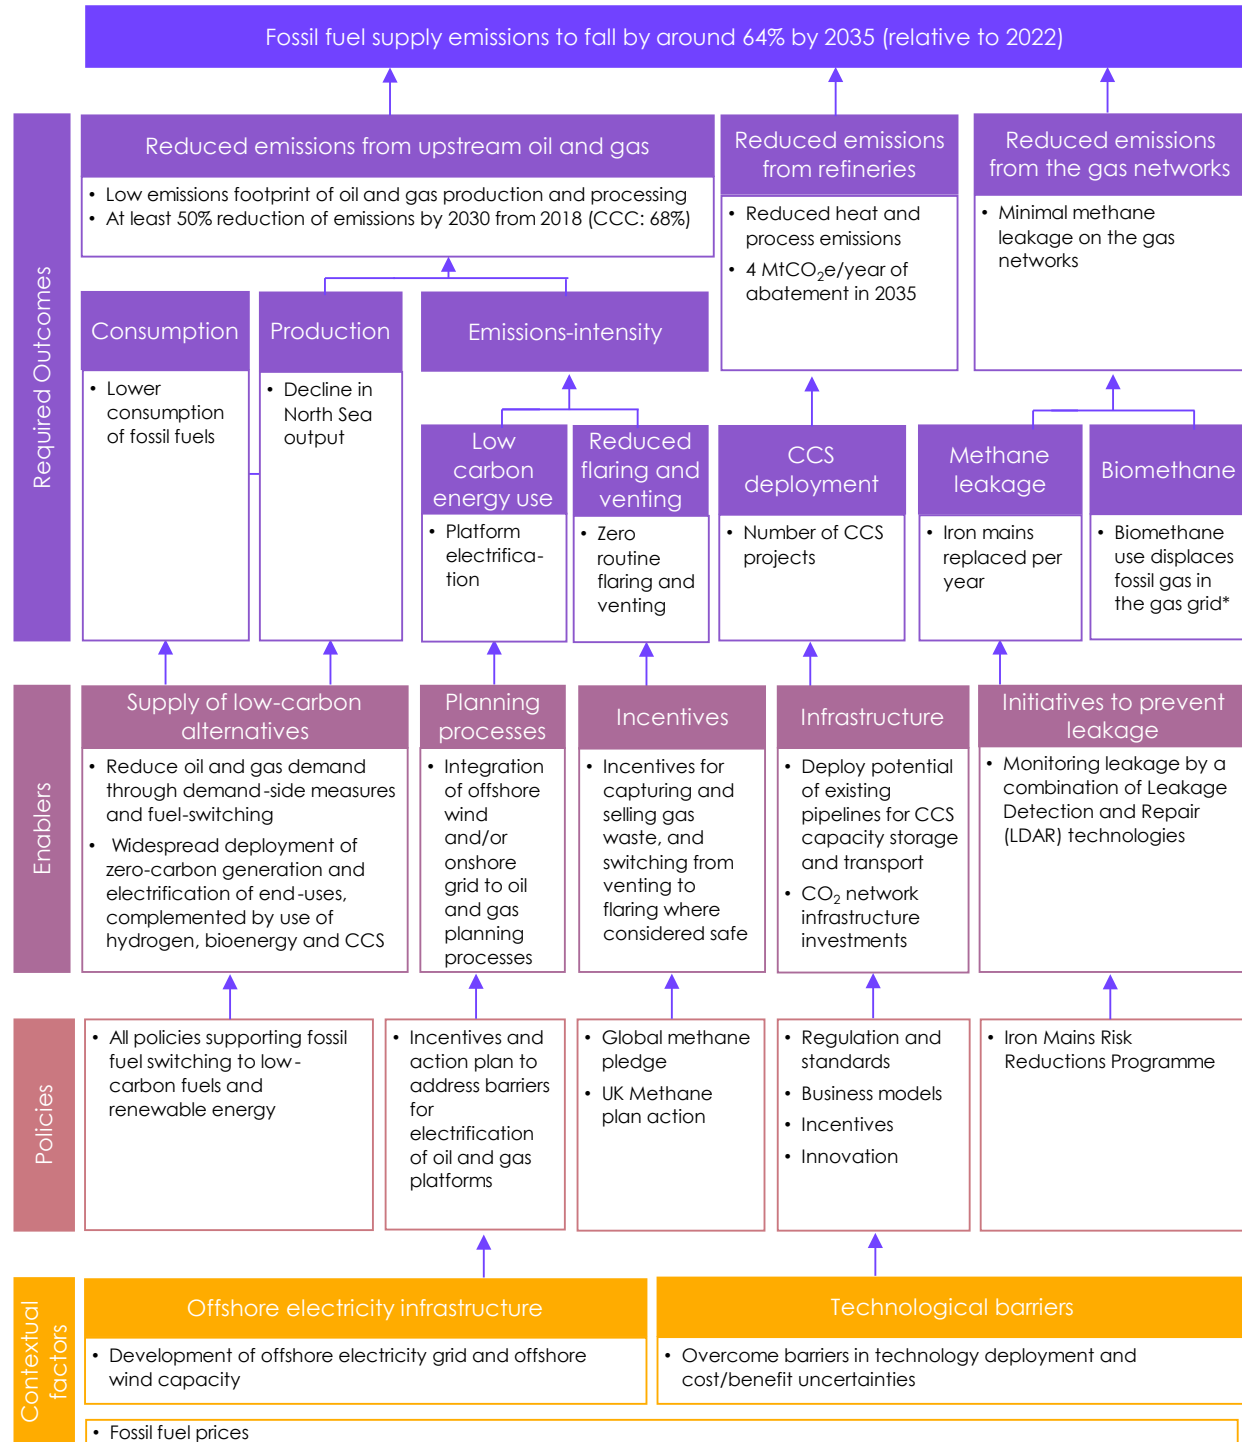 Fossil fuel supply emissions to fall by around 64% by 2035 (relative to 2022)
Required Outcomes
Reduced emissions from upstream oil and gas
• Low emissions footprint of oil and gas production and processing
• At least 50% reduction of emissions by 2030 from 2018 (CCC: 68%)
Reduced emissions
from refineries
• Reduced heat and
process emissions
• 4 MtCO₂e/year of
abatement in 2035
Reduced emissions
from the gas networks
• Minimal methane
leakage on the gas
networks
Consumption
• Lower
consumption
of fossil fuels
Production
• Decline in
North Sea
output
Emissions-intensity
Low
carbon
energy use
• Platform
electrifica-
tion
Reduced
flaring and
venting
• Zero
routine
flaring and
venting
CCS
deployment
• Number of CCS
projects
Methane
leakage
• Iron mains
replaced per
year
Biomethane
• Biomethane
use displaces
fossil gas in
the gas grid*
Enablers
Supply of low-carbon
alternatives
• Reduce oil and gas demand
through demand-side measures
and fuel-switching
• Widespread deployment of
zero-carbon generation and
electrification of end-uses,
complemented by use of
hydrogen, bioenergy and CCS
Planning
processes
• Integration
of offshore
wind
and/or
onshore
grid to oil
and gas
planning
processes
Incentives
• Incentives for
capturing and
selling gas
waste, and
switching from
venting to
flaring where
considered safe
Infrastructure
• Deploy potential
of existing
pipelines for CCS
capacity storage
and transport
• CO₂ network
infrastructure
investments
Initiatives to prevent
leakage
• Monitoring leakage by a
combination of Leakage
Detection and Repair
(LDAR) technologies
Policies
• All policies supporting fossil
fuel switching to low-
carbon fuels and
renewable energy
• Incentives and
action plan to
address barriers
for
electrification
of oil and gas
platforms
• Global methane
pledge
• UK Methane
plan action
• Regulation and
standards
• Business models
• Incentives
• Innovation
• Iron Mains Risk
Reductions Programme
Contextual
factors
Offshore electricity infrastructure
• Development of offshore electricity grid and offshore
wind capacity
Technological barriers
• Overcome barriers in technology deployment and
cost/benefit uncertainties
• Fossil fuel prices